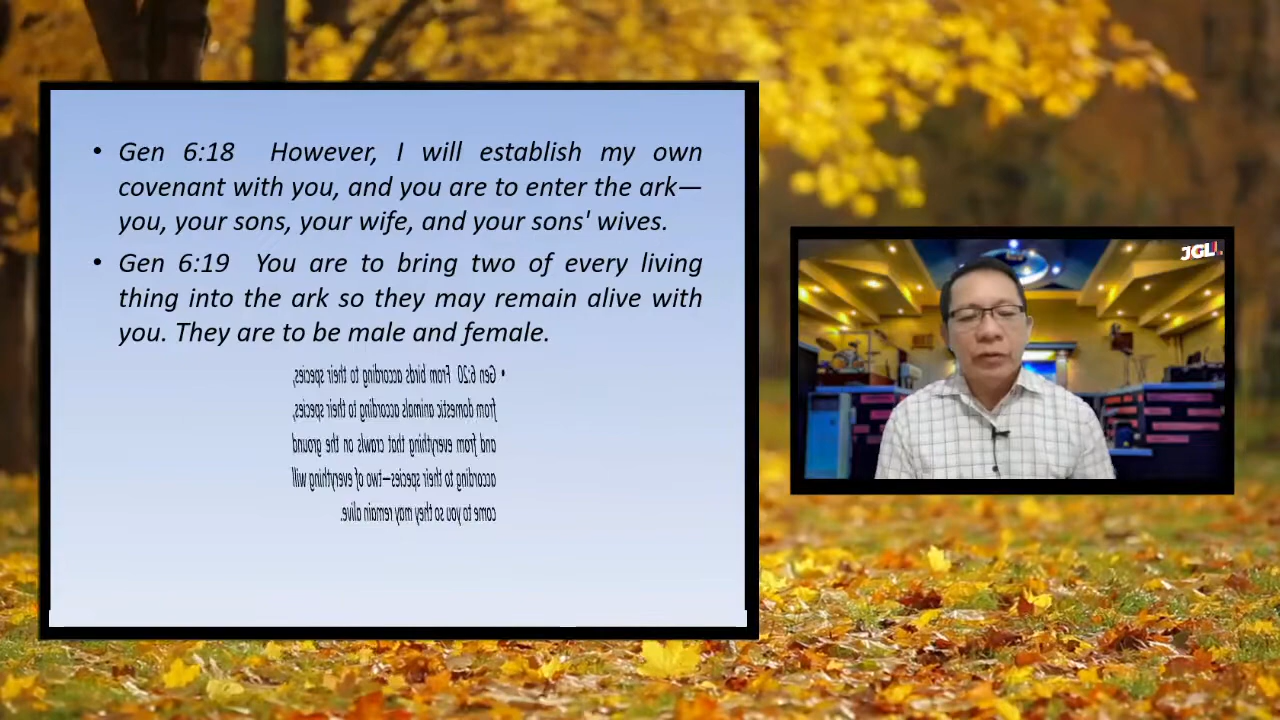 • Gen 6:18 However, I will establish my own
covenant with you, and you are to enter the ark—
you, your sons, your wife, and your sons' wives.
• Gen 6:19 You are to bring two of every living
thing into the ark so they may remain alive with
you. They are to be male and female.
• Gen 6:20 From birds according to their species,
from domestic animals according to their species,
and from everything that crawls on the ground
according to their species—two of everything will
come to you so they may remain alive.
JGL